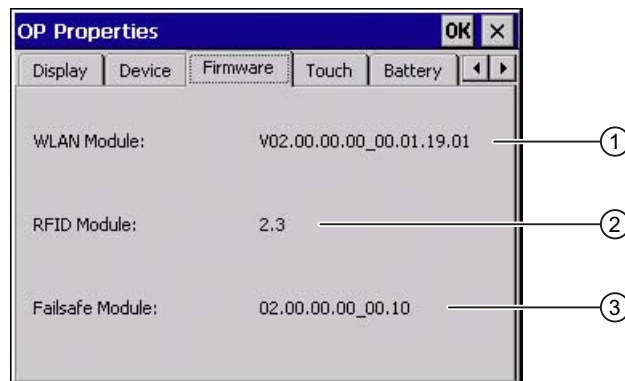 OP Properties OK ×
Display Device Firmware Touch Battery
WLAN Module: V02.00.00.00_00.01.19.01 1
RFID Module: 2.3 2
Failsafe Module: 02.00.00.00_00.10 3